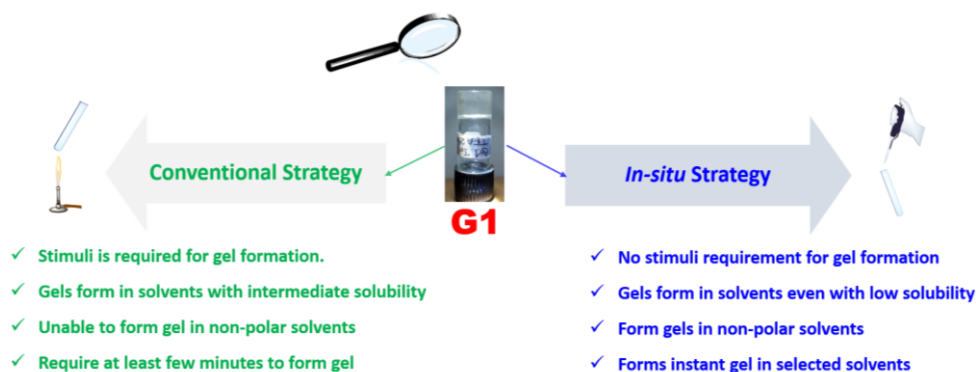 Conventional Strategy
In-situ Strategy
G1
✓ Stimuli is required for gel formation.
✓ Gels form in solvents with intermediate solubility
✓ Unable to form gel in non-polar solvents
✓ Require at least few minutes to form gel
✓ No stimuli requirement for gel formation
✓ Gels form in solvents even with low solubility
✓ Form gels in non-polar solvents
✓ Forms instant gel in selected solvents